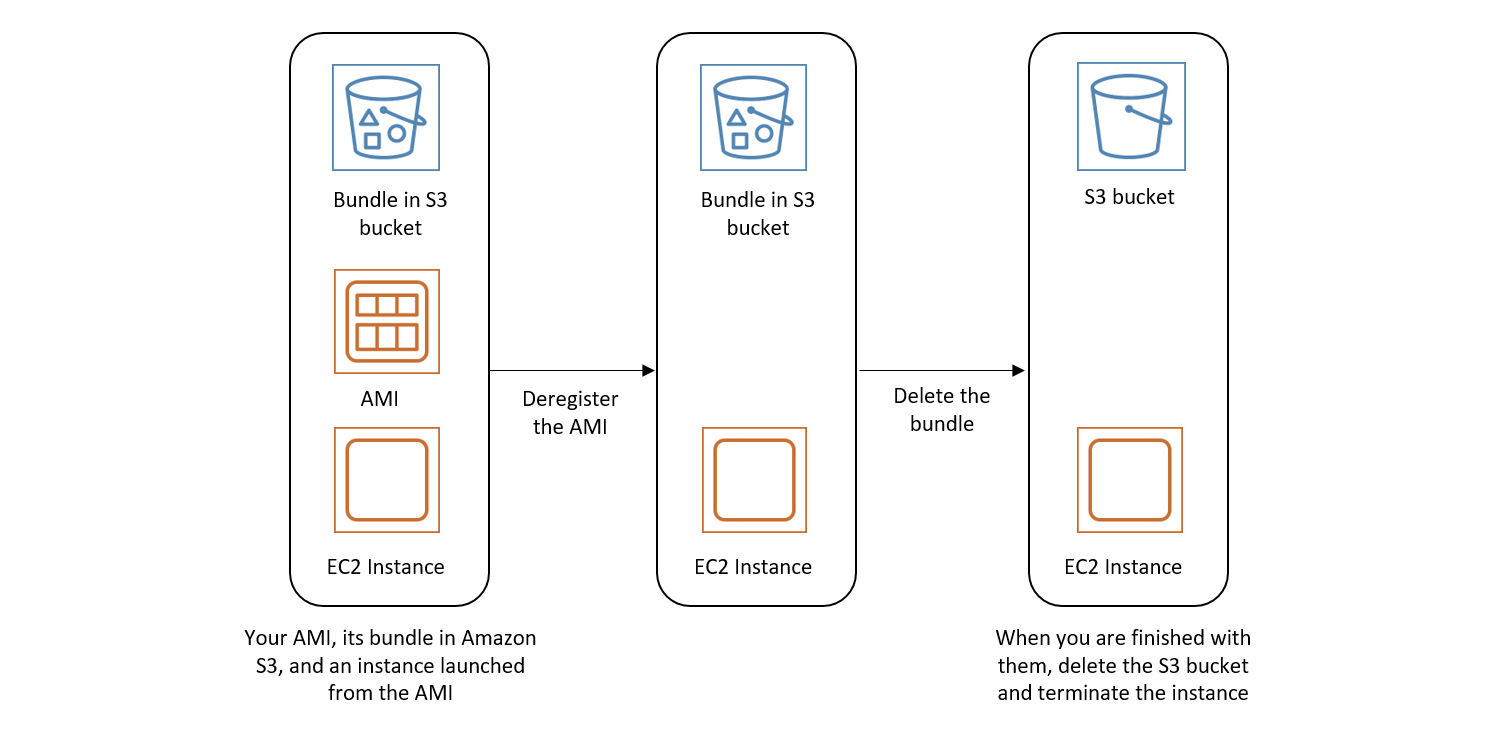 Bundle in S3
bucket
AMI
EC2 Instance
Your AMI, its bundle in Amazon
S3, and an instance launched
from the AMI
Deregister
the AMI
Bundle in S3
bucket
EC2 Instance
Delete the
bundle
S3 bucket
EC2 Instance
When you are finished with
them, delete the S3 bucket
and terminate the instance